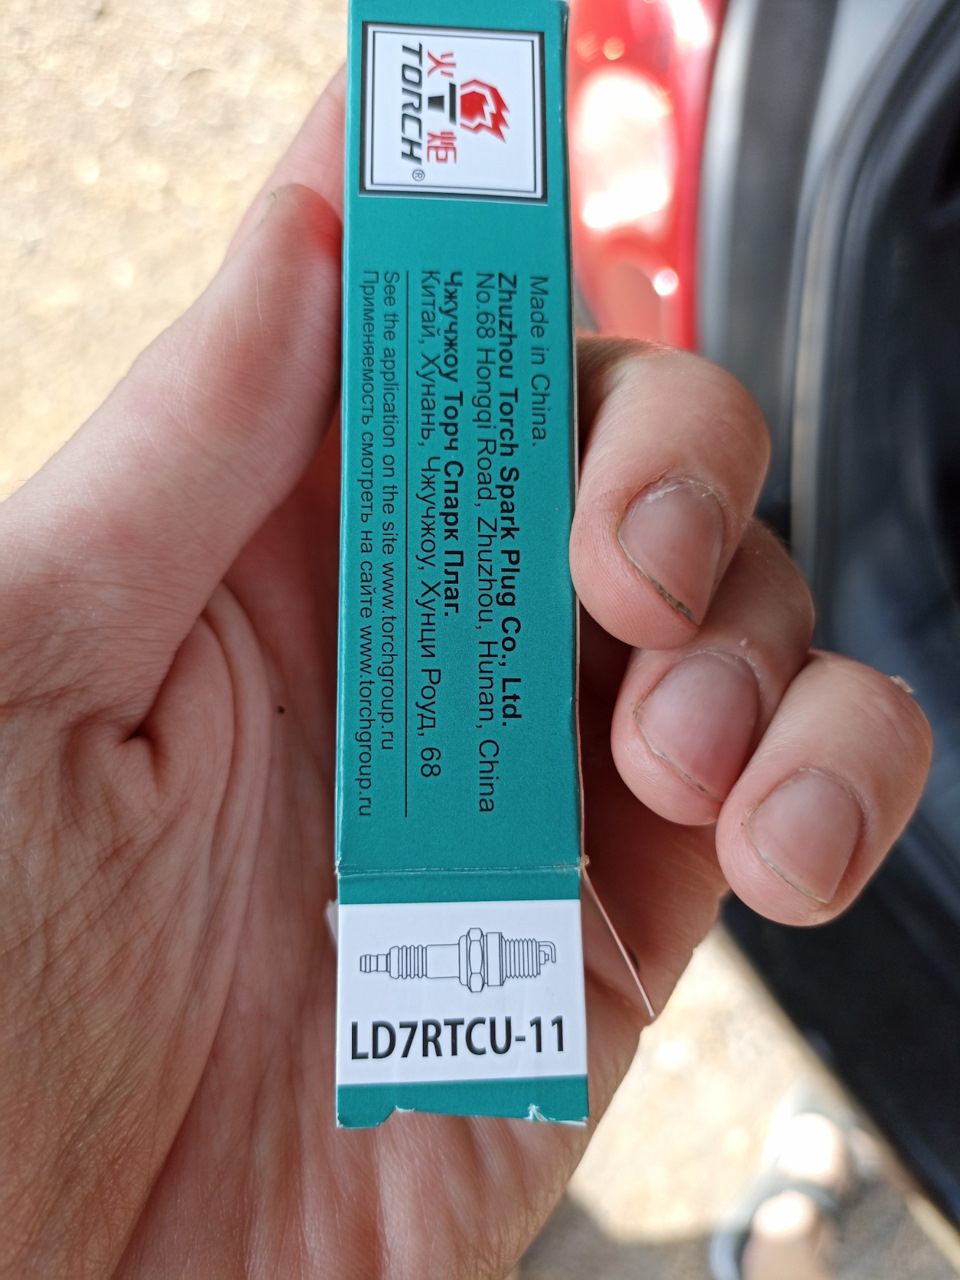 火炬
TORCH®
Made in China.
Zhuzhou Torch Spark Plug Co., Ltd.
No.68 Hongqi Road, Zhuzhou, Hunan, China
Чжучжоу Торч Спарк Плаг.
Китай, Хунань, Чжучжоу, Хунци Роуд, 68
See the application on the site www.torchgroup.ru
Применяемость смотреть на сайте www.torchgroup.ru
LD7RTCU-11